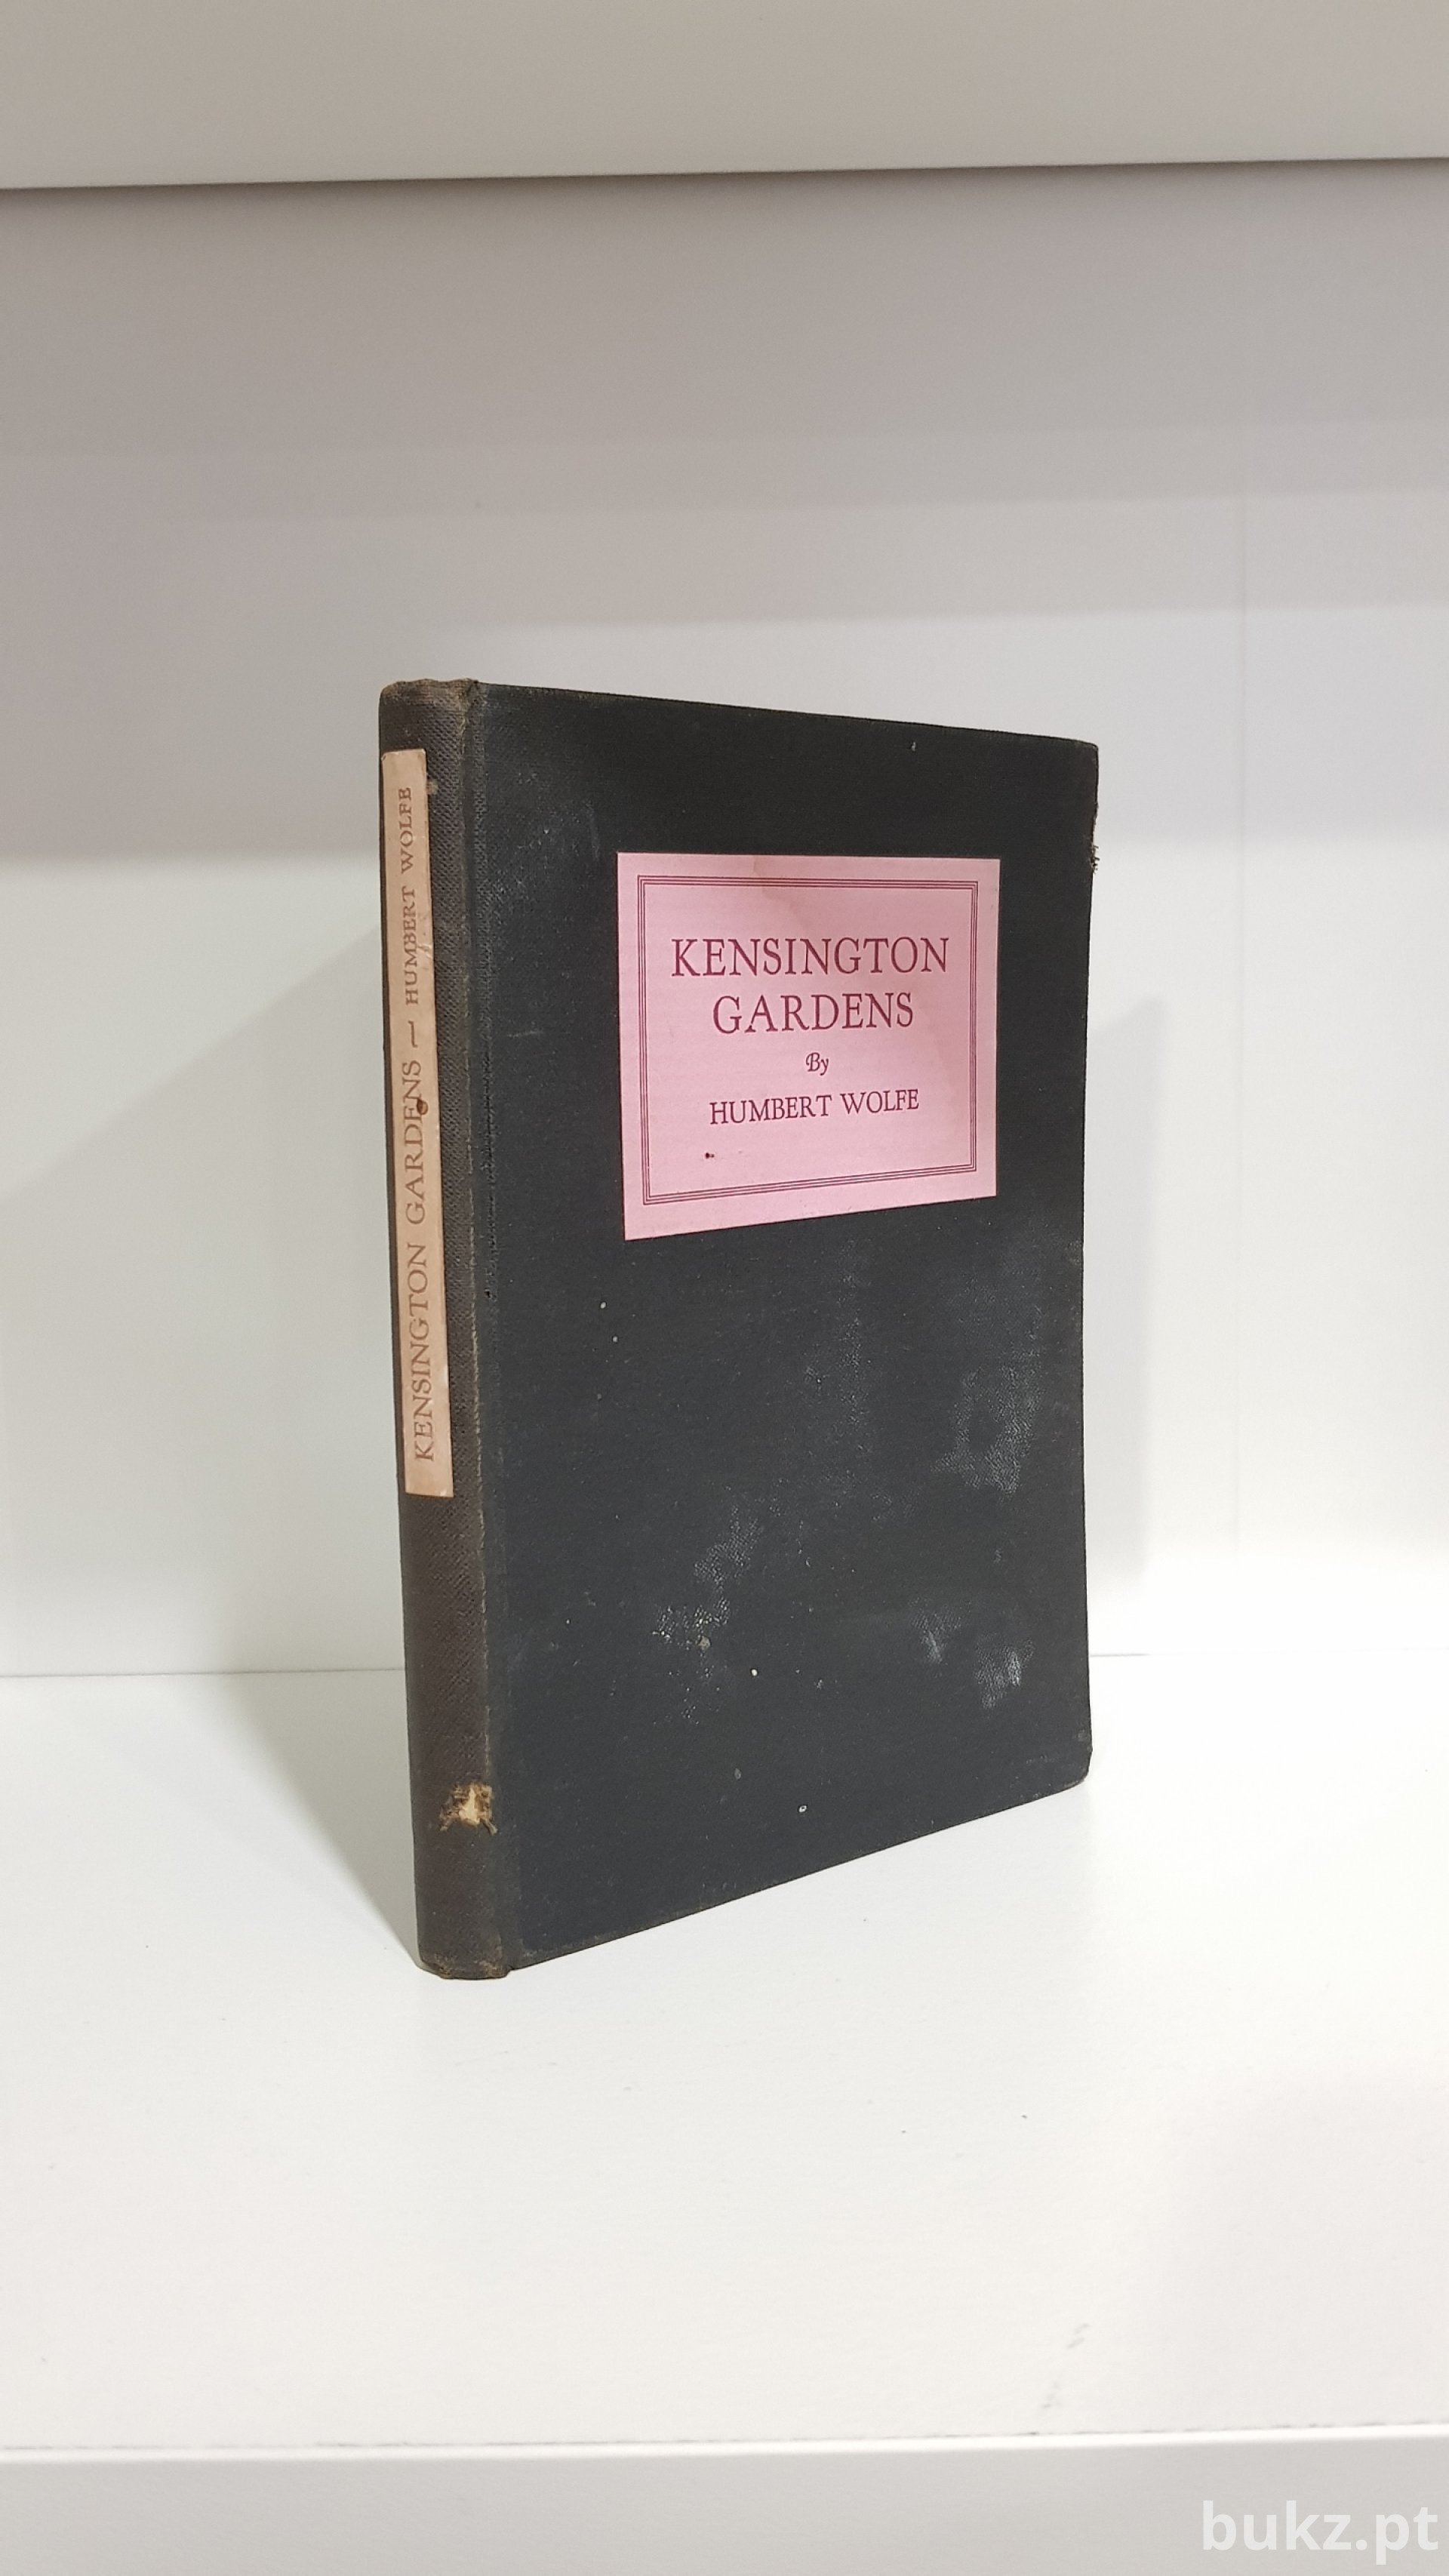 KENSINGTON GARDENS — HUMBERT WOLFE
KENSINGTON
GARDENS
By
HUMBERT WOLFE
bukz.pt